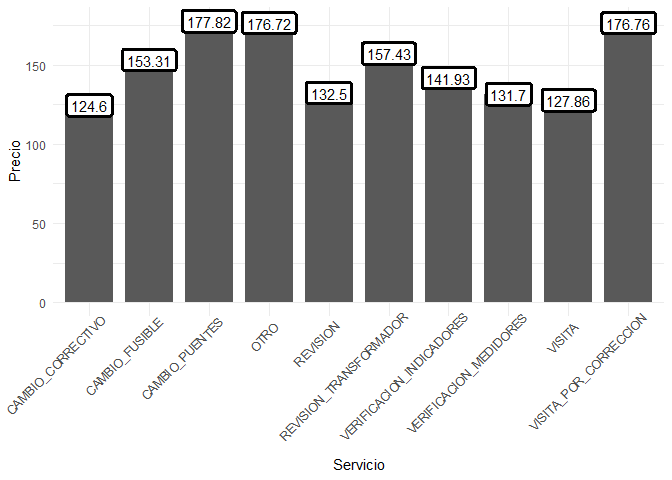 177.82
176.72
176.76
153.31
157.43
141.93
132.5
131.7
127.86
124.6
150
100
50
0
Precio
CAMBIO_CORRECTIVO
CAMBIO_FUSIBLE
CAMBIO_PUENTES
OTRO
REVISION
REVISION_TRANSFORMADOR
VERIFICACION_INDICADORES
VERIFICACION_MEDIDORES
VISITA
VISITA_POR_CORRECCION
Servicio